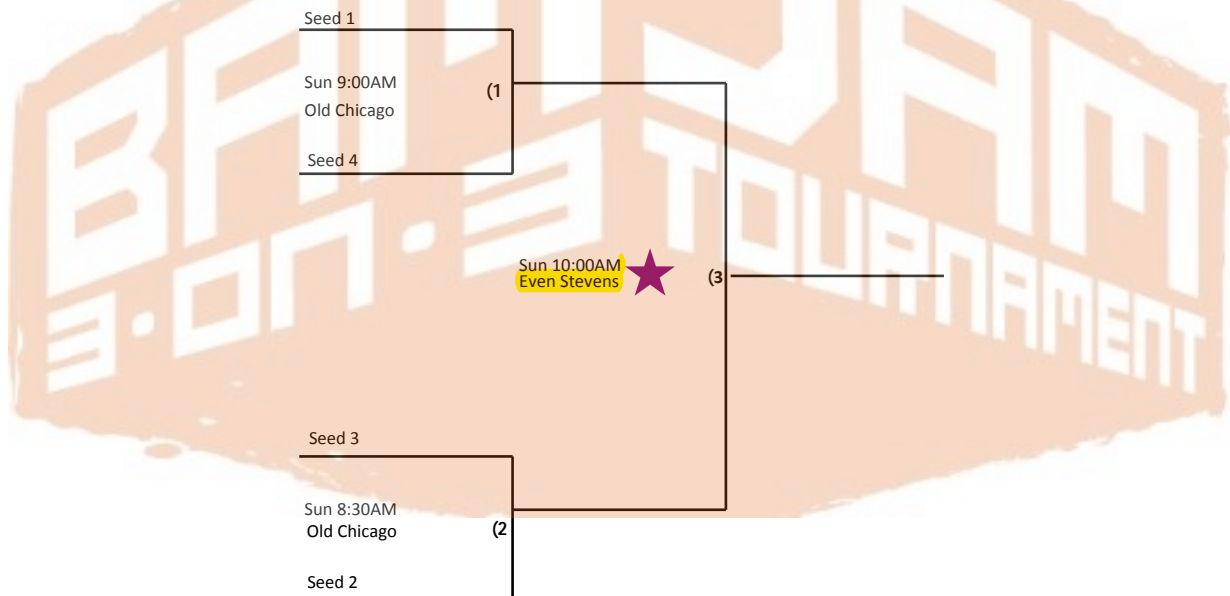 BAM JAM
3·ON·3 TOURNAMENT
Seed 1
Sun 9:00AM
(1
Old Chicago
Seed 4
Sun 10:00AM
Even Stevens
(3
Seed 3
Sun 8:30AM
Old Chicago
(2
Seed 2